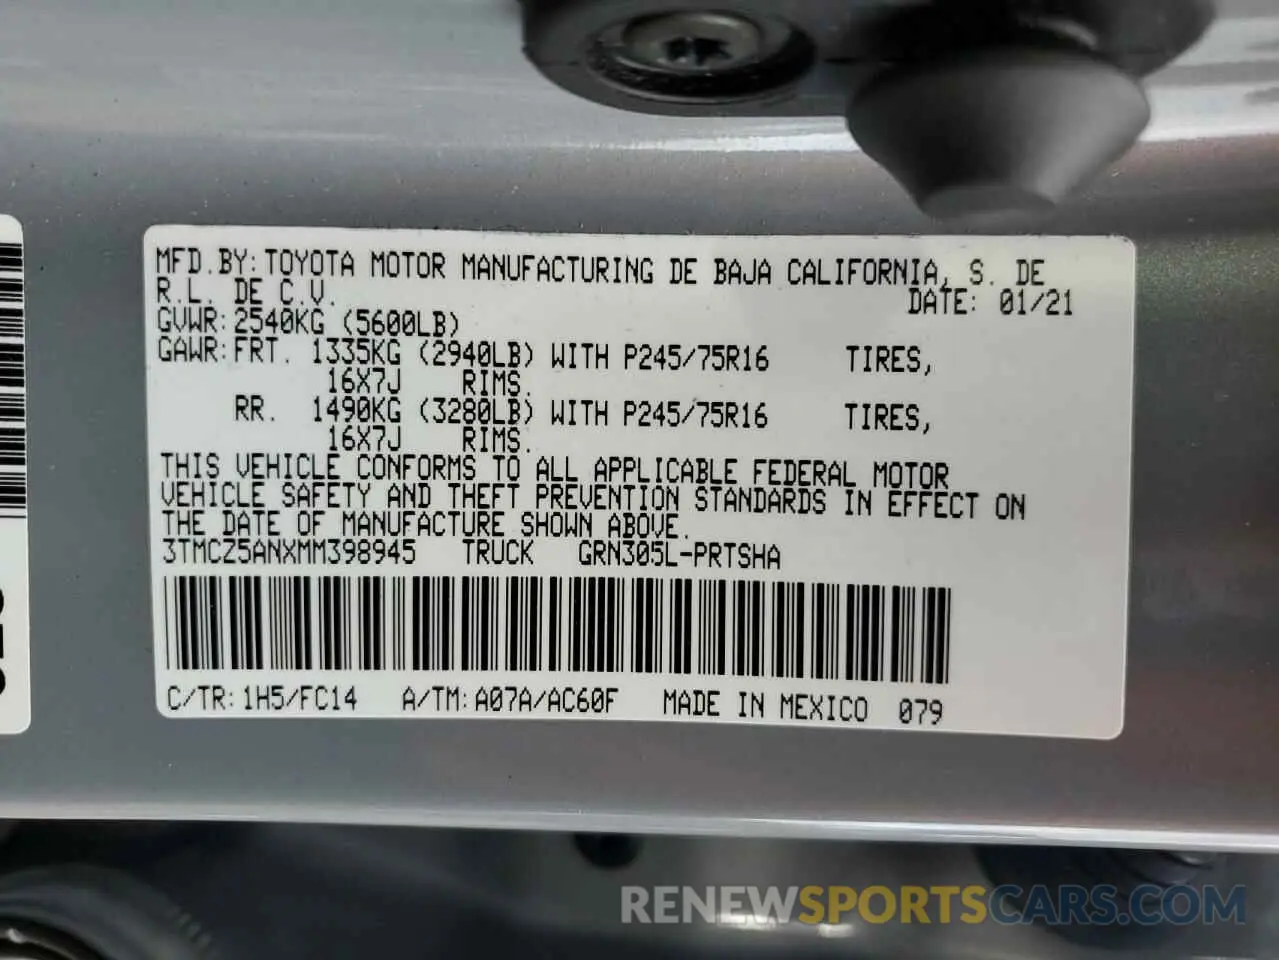 MFD.BY:TOYOTA MOTOR MANUFACTURING DE BAJA CALIFORNIA, S. DE
R.L. DE C.V. DATE: 01/21
GVWR:2540KG (5600LB)
GAWR:FRT. 1335KG (2940LB) WITH P245/75R16 TIRES,
16X7J RIMS.
RR. 1490KG (3280LB) WITH P245/75R16 TIRES,
16X7J RIMS.
THIS VEHICLE CONFORMS TO ALL APPLICABLE FEDERAL MOTOR
VEHICLE SAFETY AND THEFT PREVENTION STANDARDS IN EFFECT ON
THE DATE OF MANUFACTURE SHOWN ABOVE.
3TMCZ5ANXMM398945 TRUCK GRN305L-PRTSHA
C/TR:1H5/FC14 A/TM:A07A/AC60F MADE IN MEXICO 079
RENEWSPORTSCARS.COM